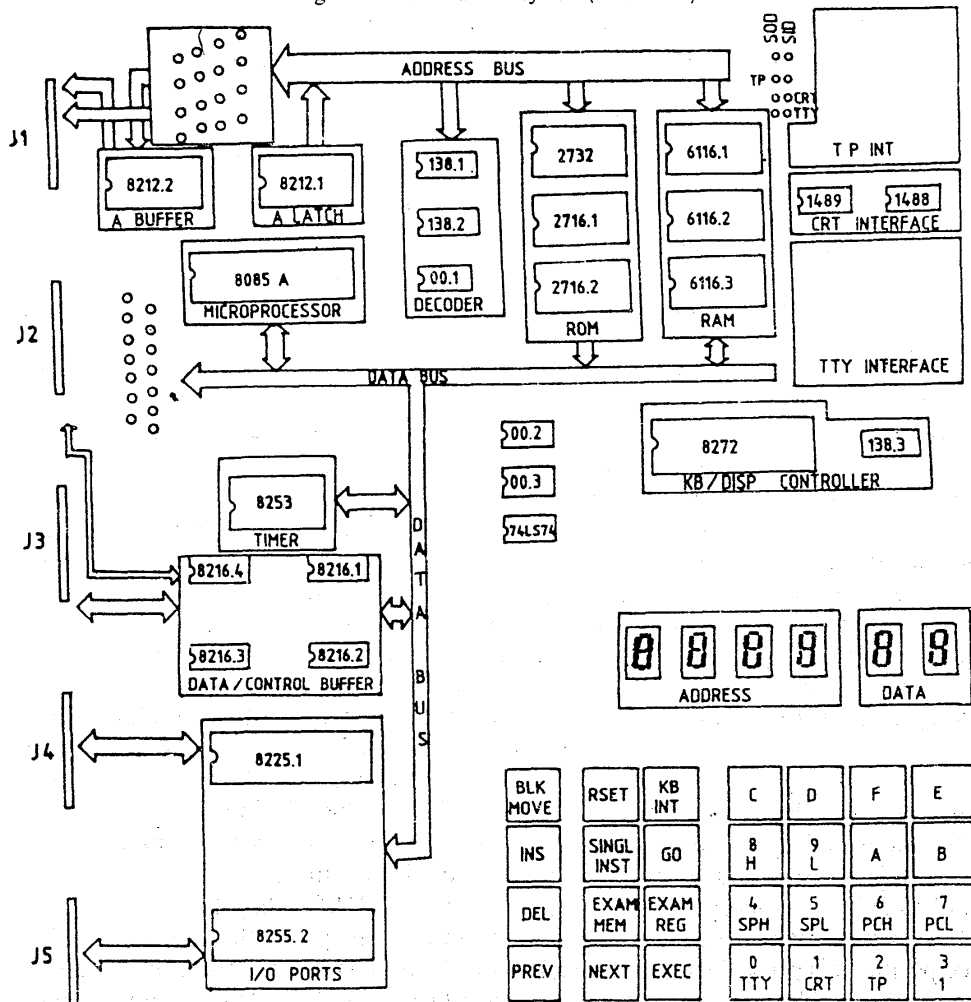 SOD
SID
ADDRESS BUS
TP
CRT
TTY
J1
T P INT
8212.2
A BUFFER
8212.1
A LATCH
138.1
138.2
00.1
DECODER
2732
2716.1
2716.2
ROM
6116.1
6116.2
6116.3
RAM
1489
1488
CRT INTERFACE
8085 A
MICROPROCESSOR
J2
DATA BUS
TTY INTERFACE
00.2
00.3
74LS74
8272
138.3
KB/DISP CONTROLLER
8253
TIMER
J3
8216.4
8216.1
8216.3
8216.2
DATA/CONTROL BUFFER
DATA BUS
ADDRESS
DATA
J4
8225.1
J5
8255.2
I/O PORTS
BLK MOVE
RSET
KB INT
C
D
F
E
INS
SINGL INST
GO
8 H
9 L
A
B
DEL
EXAM MEM
EXAM REG
4 SPH
5 SPL
6 PCH
7 PCL
PREV
NEXT
EXEC
0 TTY
1 CRT
2 TP
3 1